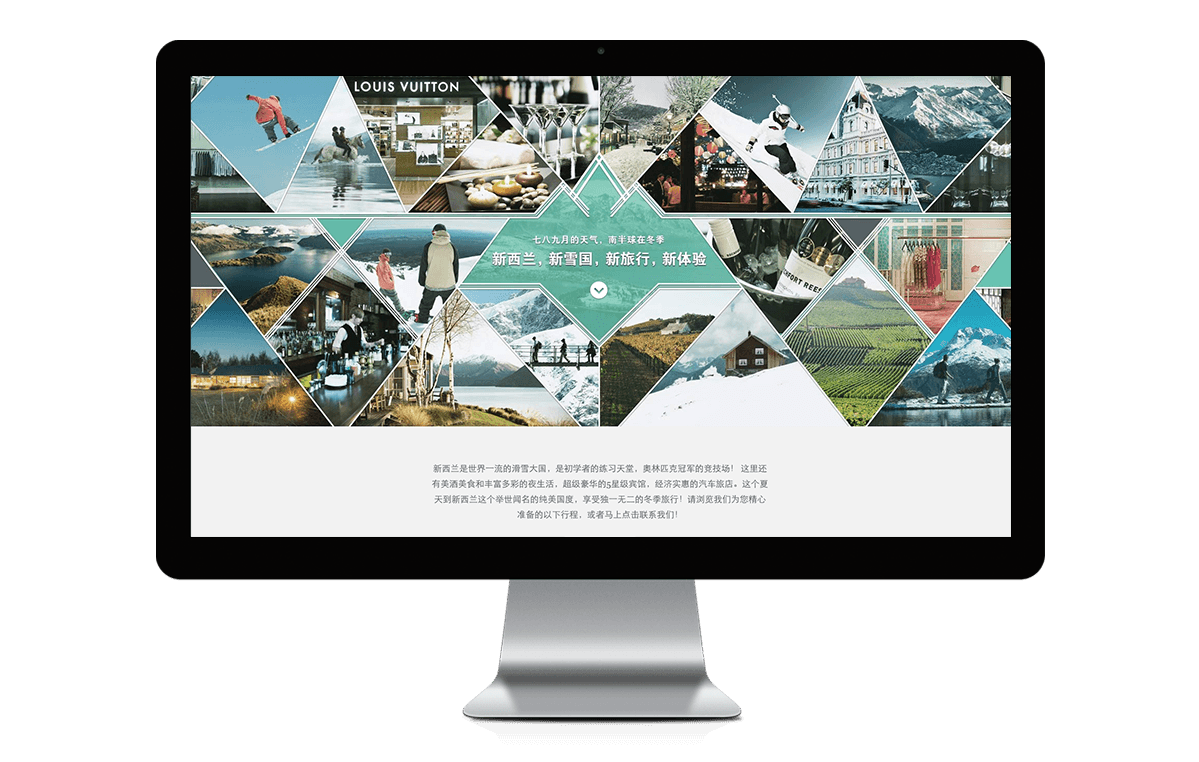 LOUIS VUITTON
七八九月的天气，南半球在冬季
新西兰，新雪国，新旅行，新体验
新西兰是世界一流的滑雪大国，是初学者的练习天堂，奥林匹克冠军的竞技场！ 这里还
有美酒美食和丰富多彩的夜生活，超级豪华的5星级宾馆，经济实惠的汽车旅店。这个夏
天到新西兰这个举世闻名的纯美国度，享受独一无二的冬季旅行！请浏览我们为您精心
准备的以下行程，或者马上点击联系我们！